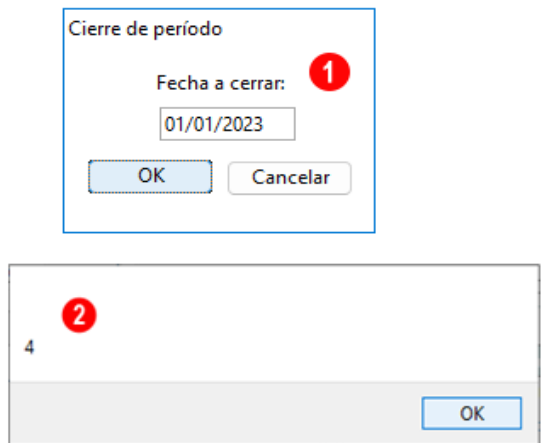 Cierre de período
Fecha a cerrar:
1
01/01/2023
OK Cancelar
2
4
OK